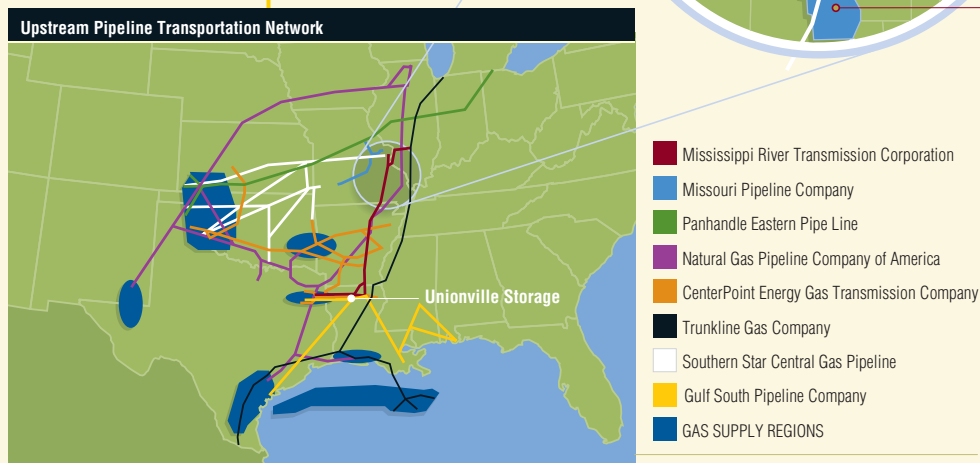 Upstream Pipeline Transportation Network
Unionville Storage
Mississippi River Transmission Corporation
Missouri Pipeline Company
Panhandle Eastern Pipe Line
Natural Gas Pipeline Company of America
CenterPoint Energy Gas Transmission Company
Trunkline Gas Company
Southern Star Central Gas Pipeline
Gulf South Pipeline Company
GAS SUPPLY REGIONS